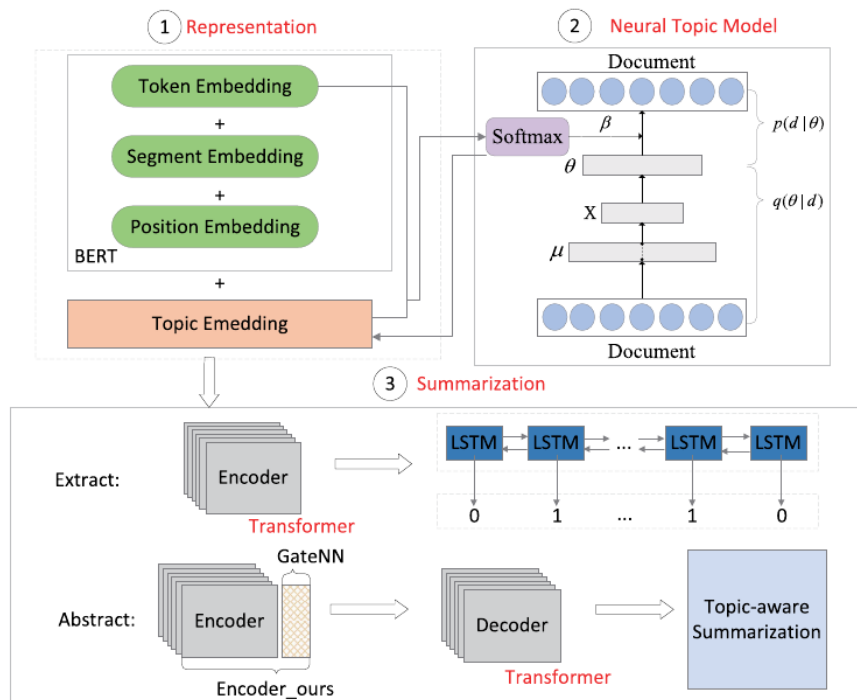 1 Representation
Token Embedding
+
Segment Embedding
+
Position Embedding
BERT
+
Topic Emedding
2 Neural Topic Model
Document
Softmax
β
p(d|θ)
θ
q(θ|d)
X
μ
Document
3 Summarization
Extract:
Encoder
Transformer
LSTM LSTM ... LSTM LSTM
0 1 ... 1 0
Abstract:
GateNN
Encoder
Encoder_ours
Decoder
Transformer
Topic-aware
Summarization